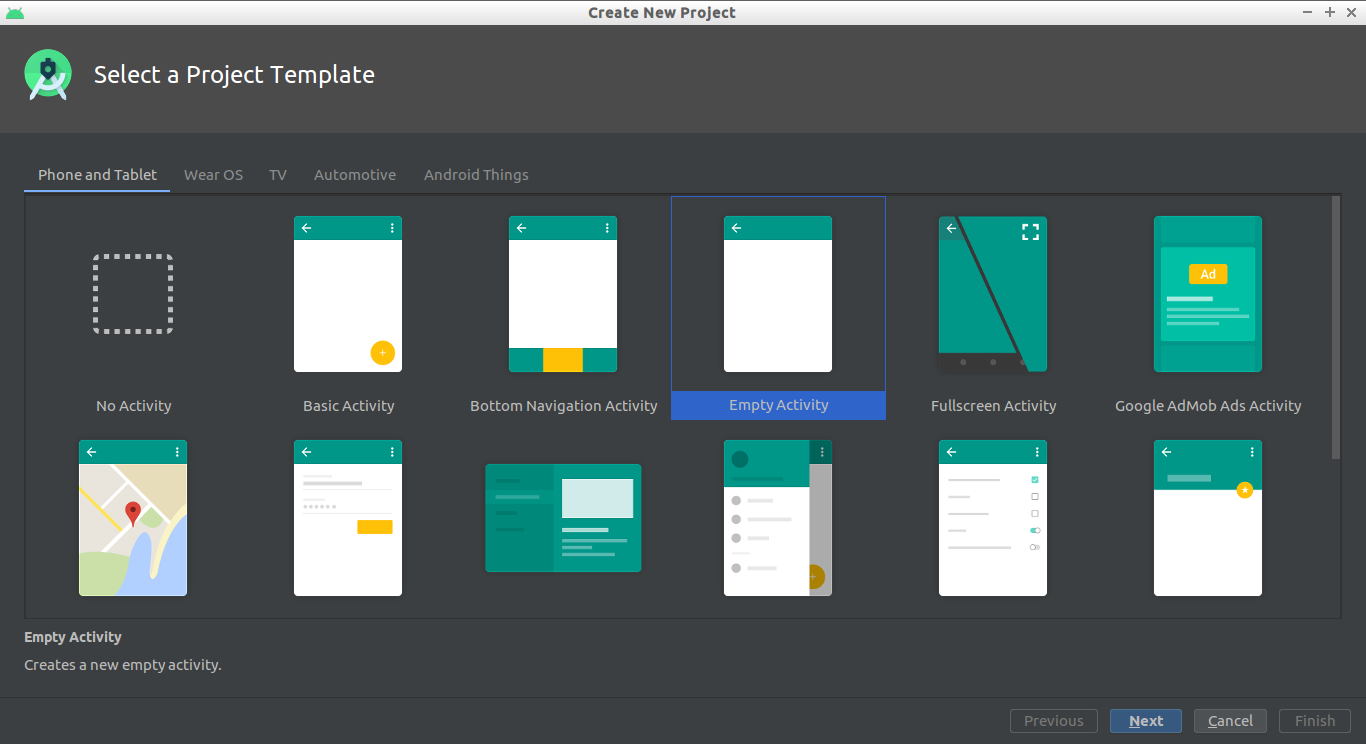 Create New Project
Select a Project Template
Phone and Tablet Wear OS TV Automotive Android Things
Ad
No Activity Basic Activity Bottom Navigation Activity Empty Activity Fullscreen Activity Google AdMob Ads Activity
Empty Activity
Creates a new empty activity.
Previous Next Cancel Finish